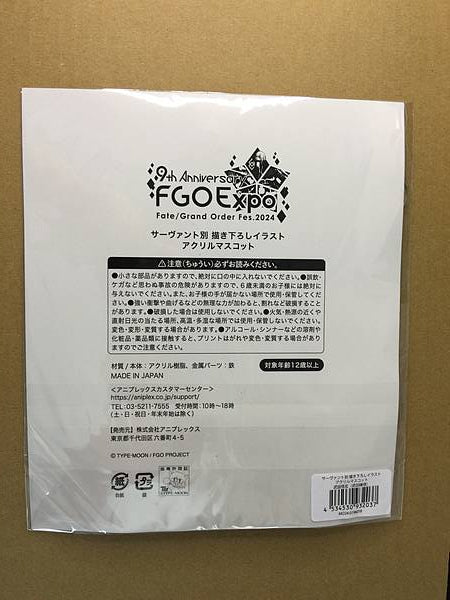 9th Anniversary
FGO Expo
Fate/Grand Order Fes.2024
サーヴァント別 描き下ろしイラスト
アクリルマスコット
⚠注意(ちゅうい)必ずお読みください。
●小さな部品がありますので、絶対に口の中に入れないでください。●誤飲・
ケガなど思わぬ事故の危険がありますので、6歳未満のお子様には絶対に
与えないでください。また、お子様の手が届かない場所で使用・保管してくだ
さい。●強い衝撃や曲げるなどの無理な力が加わると、割れるなど破損すること
があります。●破損した場合は使用しないでください。●火気・熱源の近くや
直射日光の当たる場所、高温・多湿な場所では使用・保管しないでください。
変色・変形・変質する場合があります。●アルコール・シンナーなどの溶剤や
化粧品・薬品類に接触すると、プリントはがれや変色、変質する場合がありま
すのでご注意ください。
材質/本体:アクリル樹脂、金属パーツ:鉄
MADE IN JAPAN
対象年齢12歳以上
<アニプレックスカスタマーセンター>
https://aniplex.co.jp/support/
TEL:03-5211-7555 受付時間:10時～18時
(土・日・祝日・年末年始は除く)
【発売元】株式会社アニプレックス
東京都千代田区六番町4-5
© TYPE-MOON / FGO PROJECT
紙
台紙
プラ
袋
TYPE-MOON
サーヴァント別 描き下ろしイラスト
アクリルマスコット
4 534530 932037